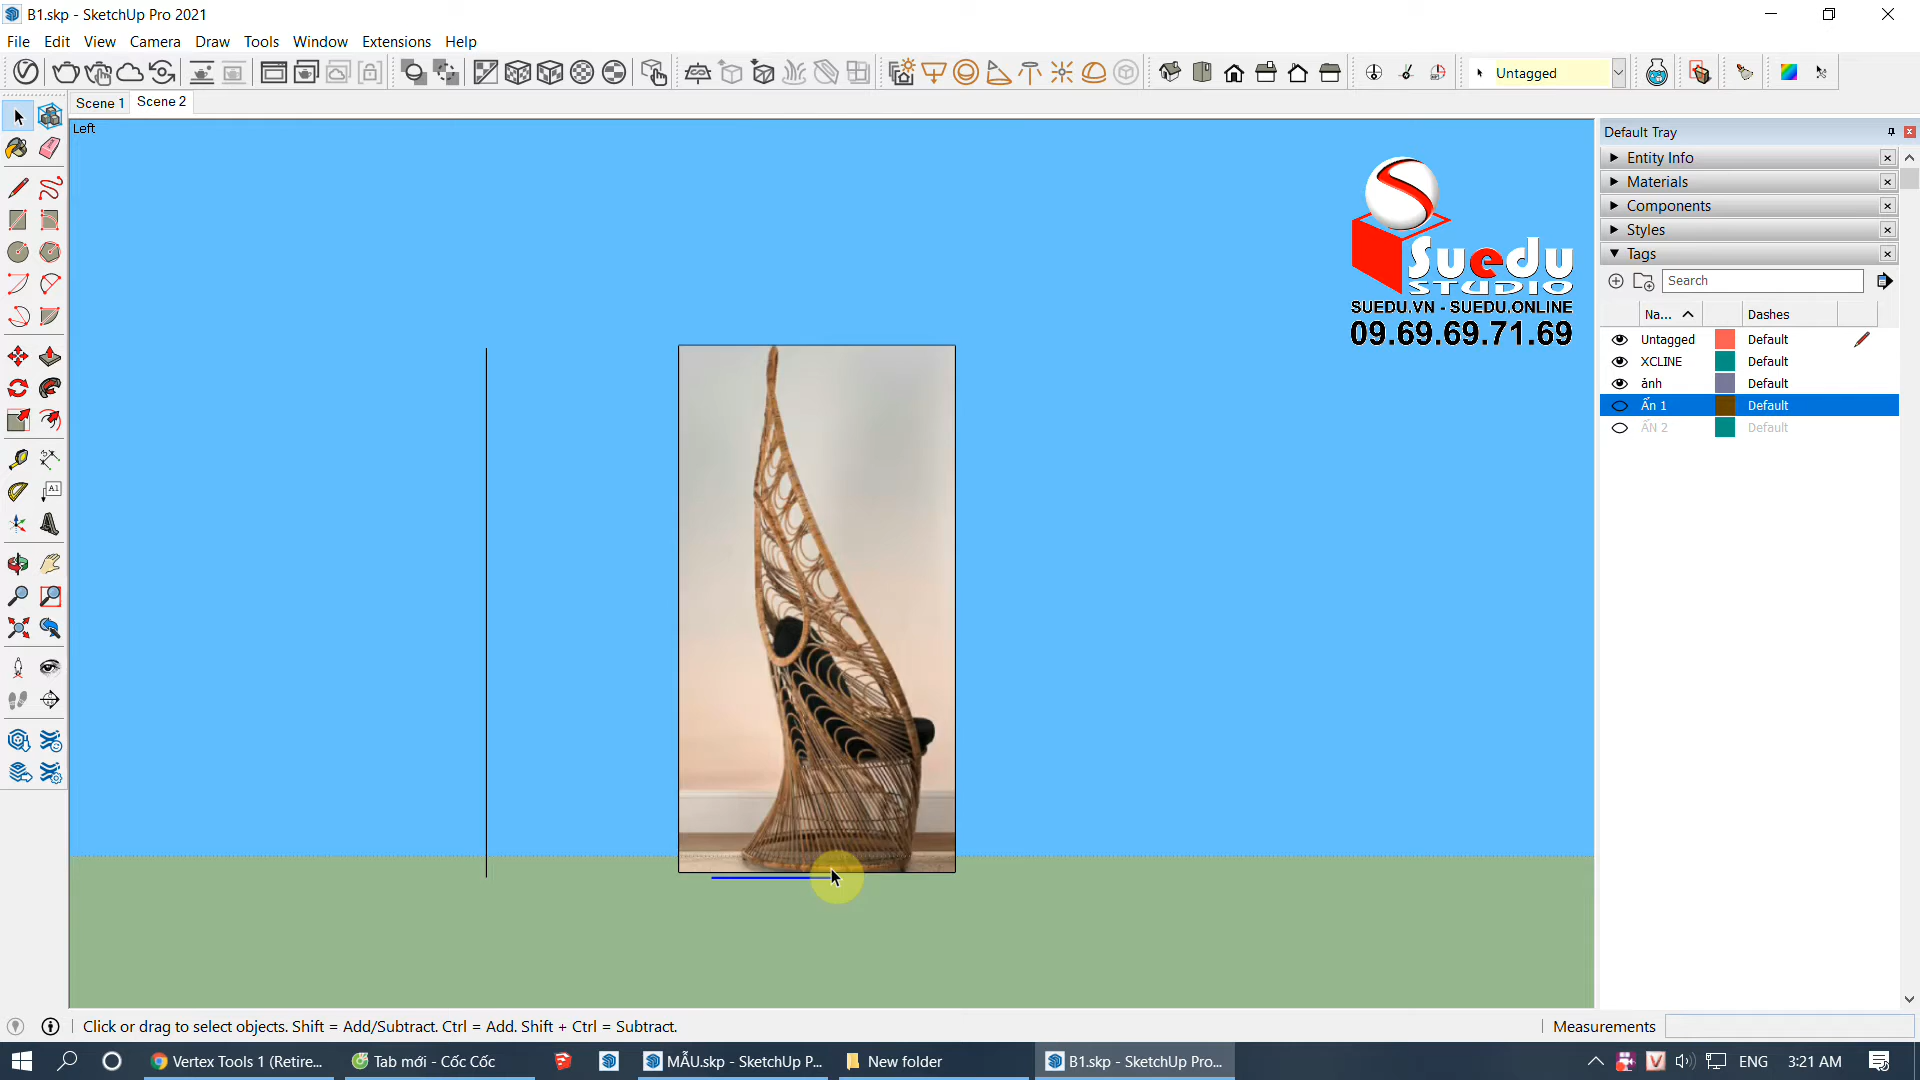 B1.skp - SketchUp Pro 2021
File Edit View Camera Draw Tools Window Extensions Help
Untagged
Scene 1 Scene 2
Left
Suedu
STUDIO
SUEDU.VN - SUEDU.ONLINE
09.69.69.71.69
Default Tray
Entity Info
Materials
Components
Styles
Tags
Search
Na... Dashes
Untagged Default
XCLINE Default
ảnh Default
Ẩn 1 Default
ẨN 2 Default
A1
Click or drag to select objects. Shift = Add/Subtract. Ctrl = Add. Shift + Ctrl = Subtract.
Measurements
Vertex Tools 1 (Retire...
Tab mới - Cốc Cốc
MẪU.skp - SketchUp P...
New folder
B1.skp - SketchUp Pro...
ENG
3:21 AM